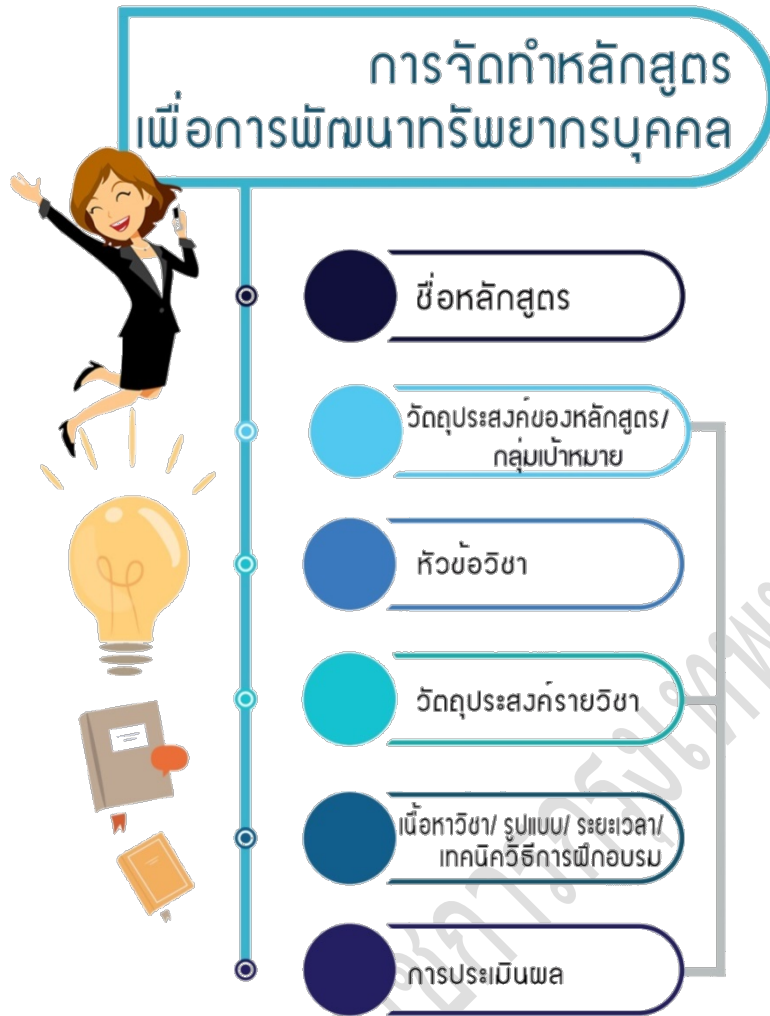 การจัดทำหลักสูตร
เพื่อการพัฒนาทรัพยากรบุคคล
ชื่อหลักสูตร
วัตถุประสงค์ของหลักสูตร/
กลุ่มเป้าหมาย
หัวข้อวิชา
วัตถุประสงค์รายวิชา
เนื้อหาวิชา/ รูปแบบ/ ระยะเวลา/
เทคนิควิธีการฝึกอบรม
การประเมินผล